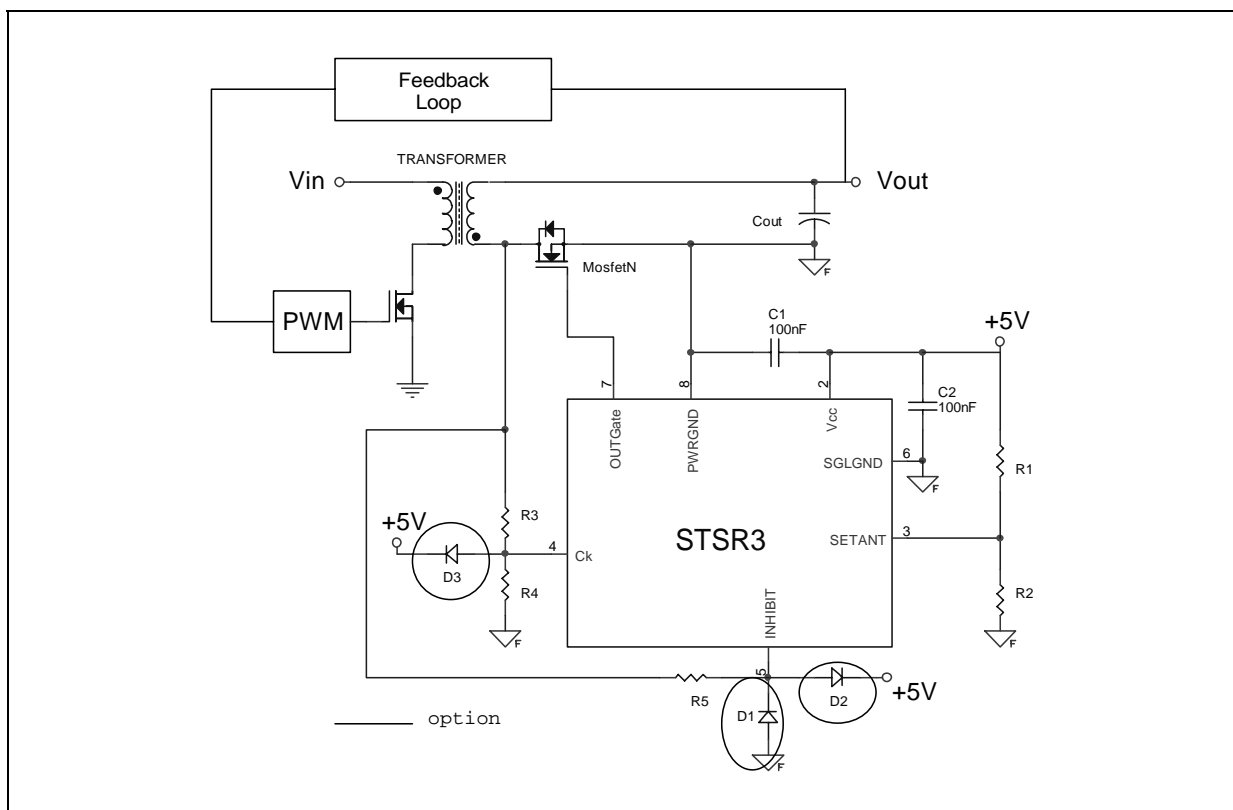 Feedback
Loop
TRANSFORMER
Vin
Vout
Cout
F
MosfetN
PWM
C1
100nF
+5V
7
8
2
C2
100nF
OUTGate
PWRGND
Vcc
SGLGND
6
F
R1
R3
+5V
STSR3
SETANT
3
4
Ck
D3
R4
R2
INHIBIT
F
F
5
R5
+5V
D2
D1
option
F